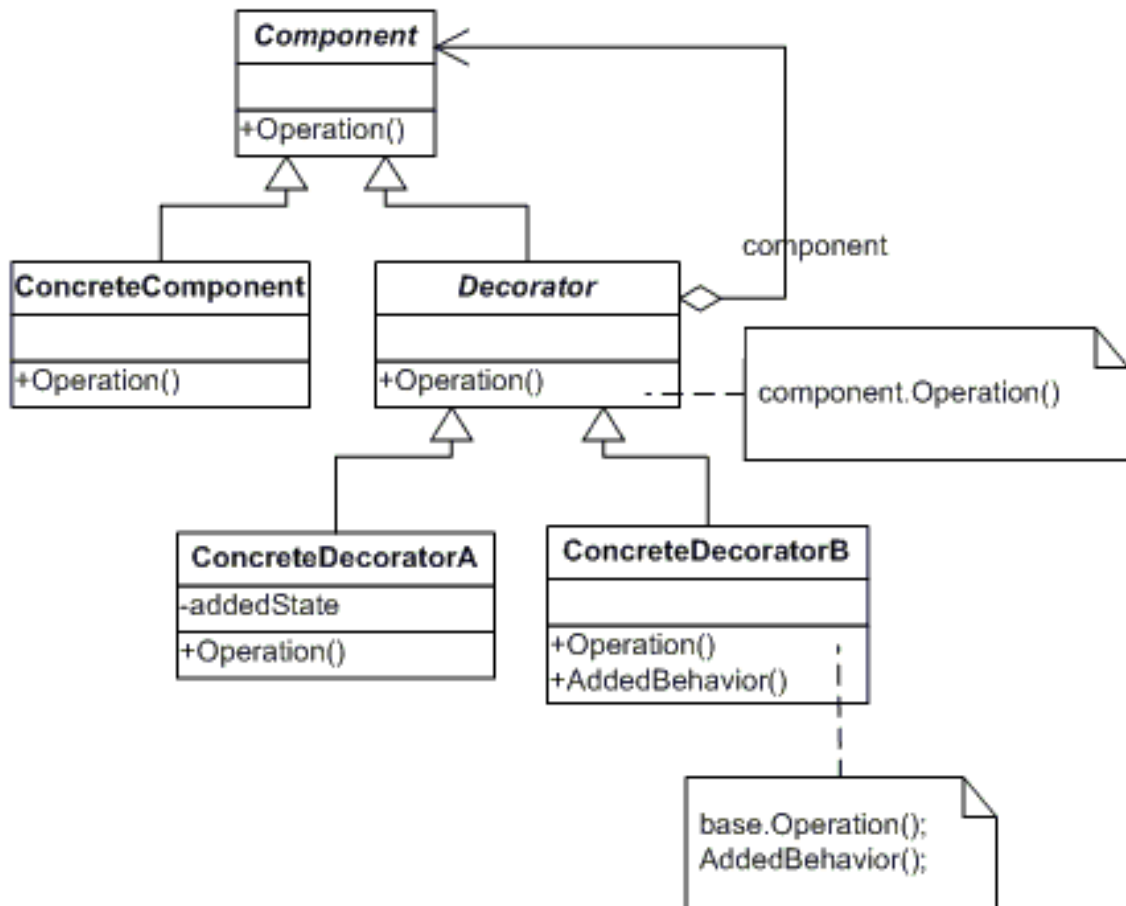 Component
+Operation()
component
ConcreteComponent
+Operation()
Decorator
+Operation()
component.Operation()
ConcreteDecoratorA
-addedState
+Operation()
ConcreteDecoratorB
+Operation()
+AddedBehavior()
base.Operation();
AddedBehavior();